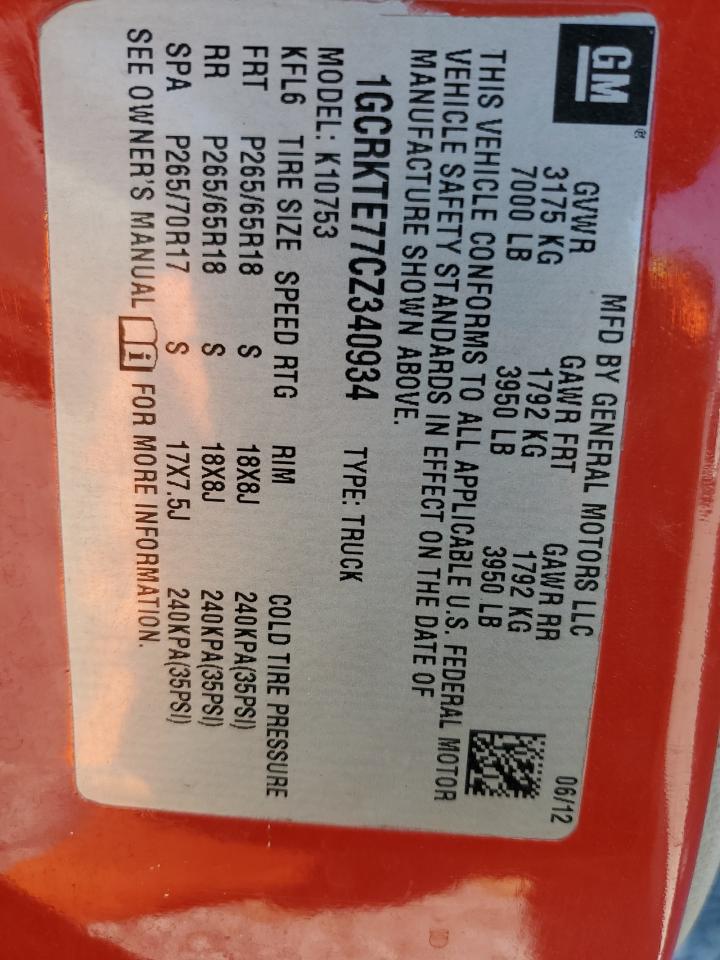 GM®
MFD BY GENERAL MOTORS LLC 06/12
GVWR GAWR FRT GAWR RR
3175 KG 1792 KG 1792 KG
7000 LB 3950 LB 3950 LB
THIS VEHICLE CONFORMS TO ALL APPLICABLE U.S. FEDERAL MOTOR
VEHICLE SAFETY STANDARDS IN EFFECT ON THE DATE OF
MANUFACTURE SHOWN ABOVE.
1GCRKTE77CZ340934 TYPE: TRUCK
MODEL: K10753
KFL6 TIRE SIZE SPEED RTG RIM COLD TIRE PRESSURE
FRT P265/65R18 S 18X8J 240KPA(35PSI)
RR P265/65R18 S 18X8J 240KPA(35PSI)
SPA P265/70R17 S 17X7.5J 240KPA(35PSI)
SEE OWNER'S MANUAL i FOR MORE INFORMATION.